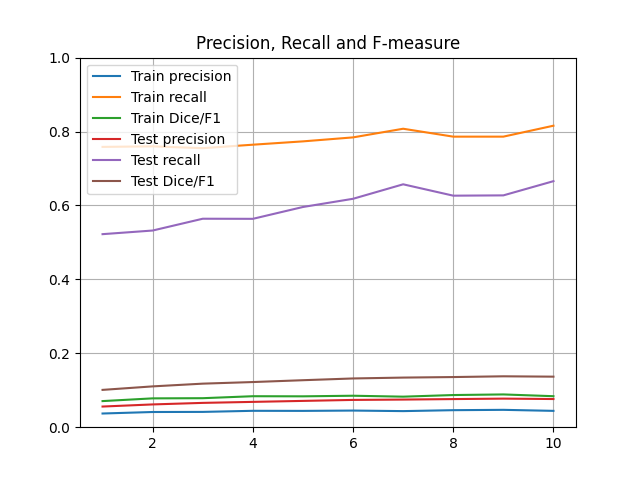 Precision, Recall and F-measure
1.0
0.8
0.6
0.4
0.2
0.0
Train precision
Train recall
Train Dice/F1
Test precision
Test recall
Test Dice/F1
2 4 6 8 10